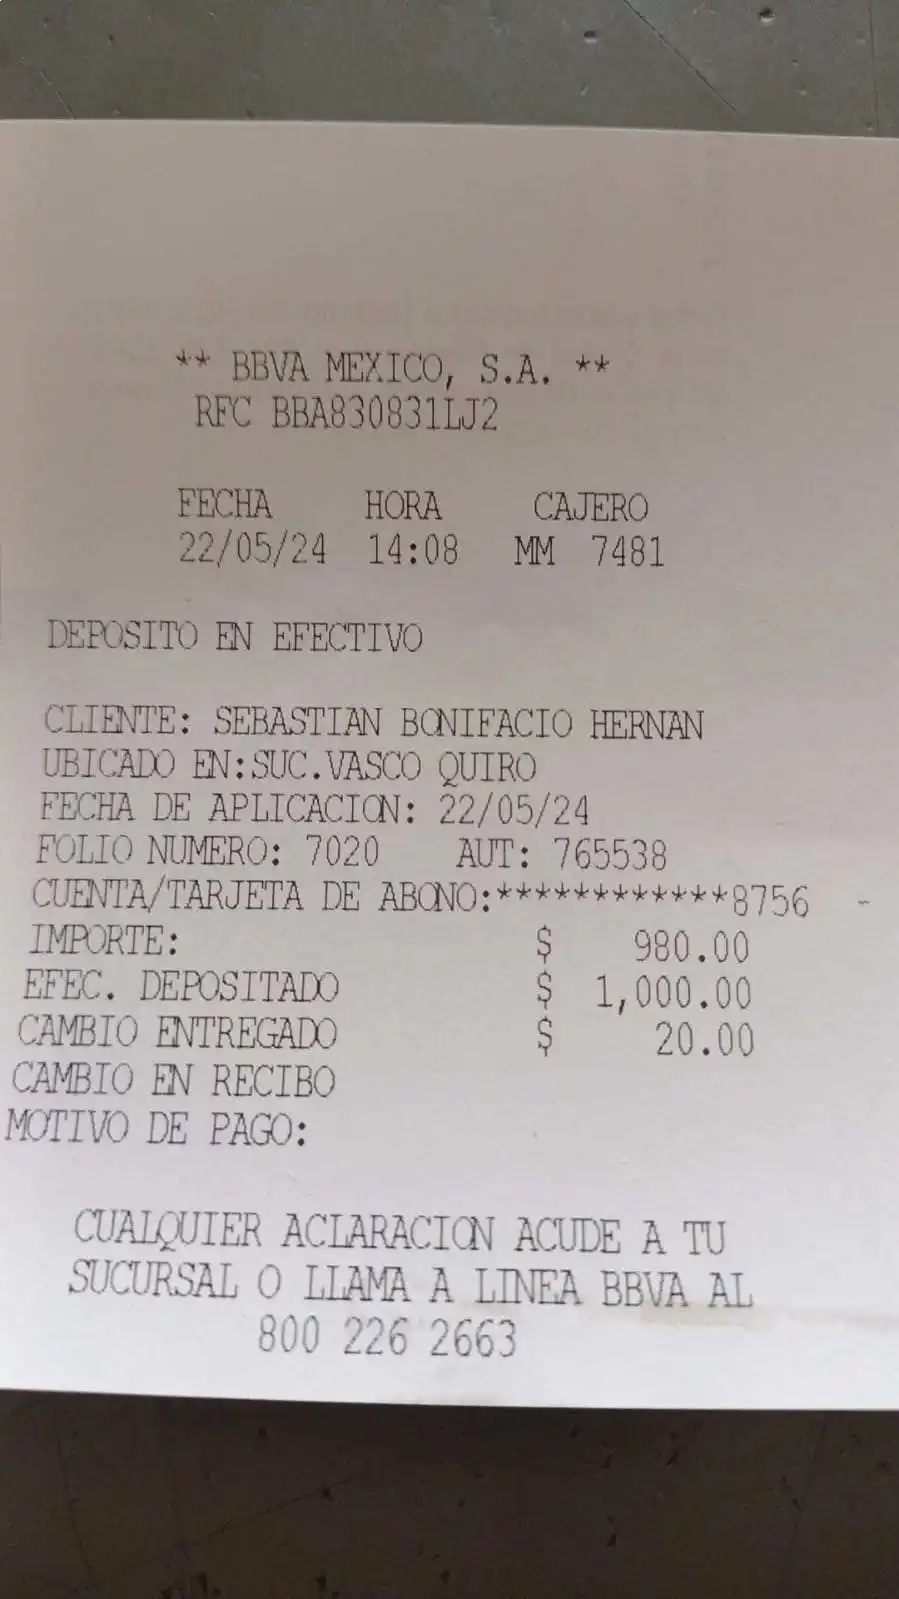 ** BBVA MEXICO, S.A. **
RFC BBA830831LJ2
FECHA HORA CAJERO
22/05/24 14:08 MM 7481
DEPOSITO EN EFECTIVO
CLIENTE: SEBASTIAN BONIFACIO HERNAN
UBICADO EN:SUC.VASCO QUIRO
FECHA DE APLICACION: 22/05/24
FOLIO NUMERO: 7020 AUT: 765538
CUENTA/TARJETA DE ABONO:************8756
IMPORTE: $ 980.00
EFEC. DEPOSITADO $ 1,000.00
CAMBIO ENTREGADO $ 20.00
CAMBIO EN RECIBO
MOTIVO DE PAGO:
CUALQUIER ACLARACION ACUDE A TU
SUCURSAL O LLAMA A LINEA BBVA AL
800 226 2663